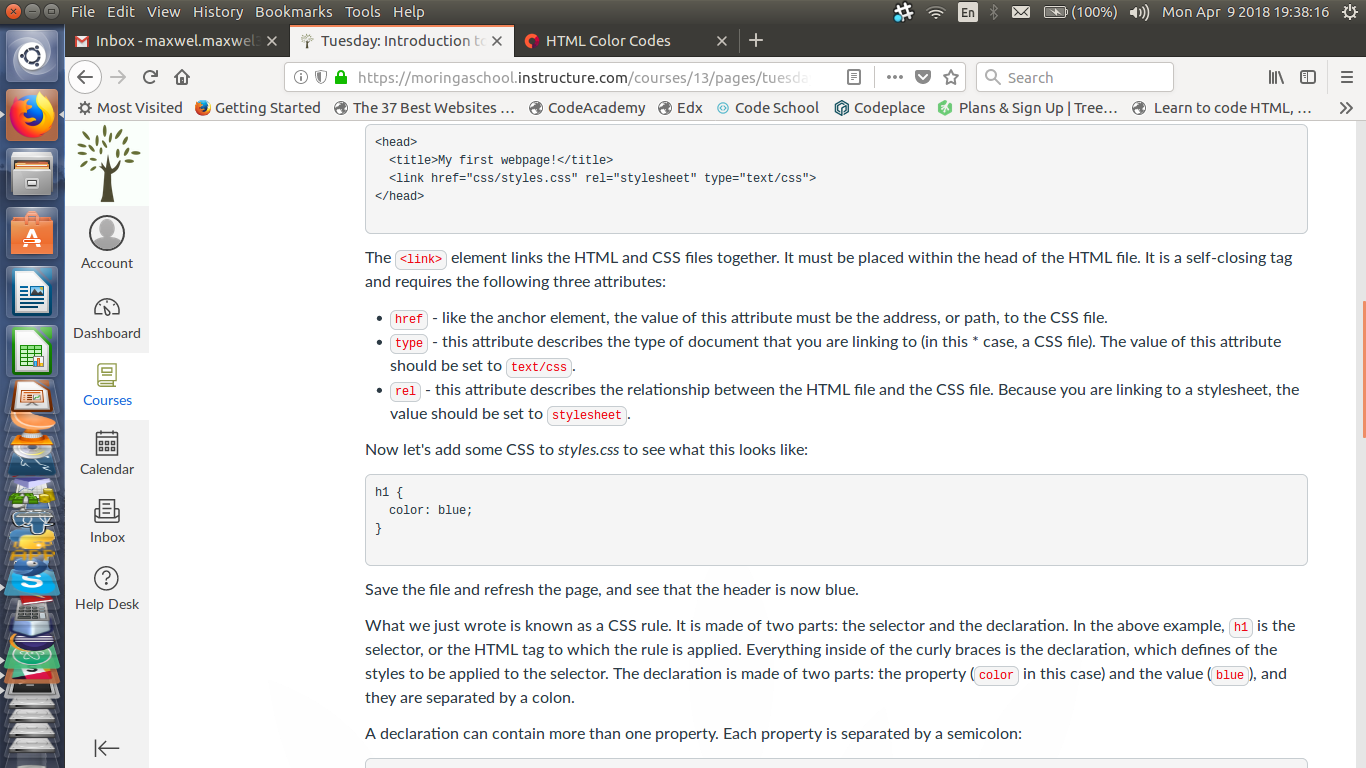 File Edit View History Bookmarks Tools Help En (100%) Mon Apr 9 2018 19:38:16
Inbox - maxwel.maxwel3 Tuesday: Introduction to HTML Color Codes
https://moringaschool.instructure.com/courses/13/pages/tuesda Search
Most Visited Getting Started The 37 Best Websites … CodeAcademy Edx Code School Codeplace Plans & Sign Up | Tree… Learn to code HTML, …
<head>
<title>My first webpage!</title>
<link href="css/styles.css" rel="stylesheet" type="text/css">
</head>
Account
Dashboard
Courses
Calendar
Inbox
Help Desk
The <link> element links the HTML and CSS files together. It must be placed within the head of the HTML file. It is a self-closing tag
and requires the following three attributes:
• href - like the anchor element, the value of this attribute must be the address, or path, to the CSS file.
• type - this attribute describes the type of document that you are linking to (in this * case, a CSS file). The value of this attribute
should be set to text/css.
• rel - this attribute describes the relationship between the HTML file and the CSS file. Because you are linking to a stylesheet, the
value should be set to stylesheet.
Now let's add some CSS to styles.css to see what this looks like:
h1 {
color: blue;
}
Save the file and refresh the page, and see that the header is now blue.
What we just wrote is known as a CSS rule. It is made of two parts: the selector and the declaration. In the above example, h1 is the
selector, or the HTML tag to which the rule is applied. Everything inside of the curly braces is the declaration, which defines of the
styles to be applied to the selector. The declaration is made of two parts: the property (color in this case) and the value (blue), and
they are separated by a colon.
A declaration can contain more than one property. Each property is separated by a semicolon: